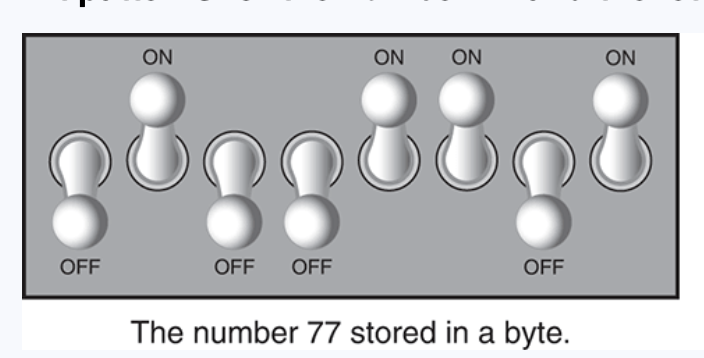 ON ON ON ON
OFF OFF OFF OFF
The number 77 stored in a byte.